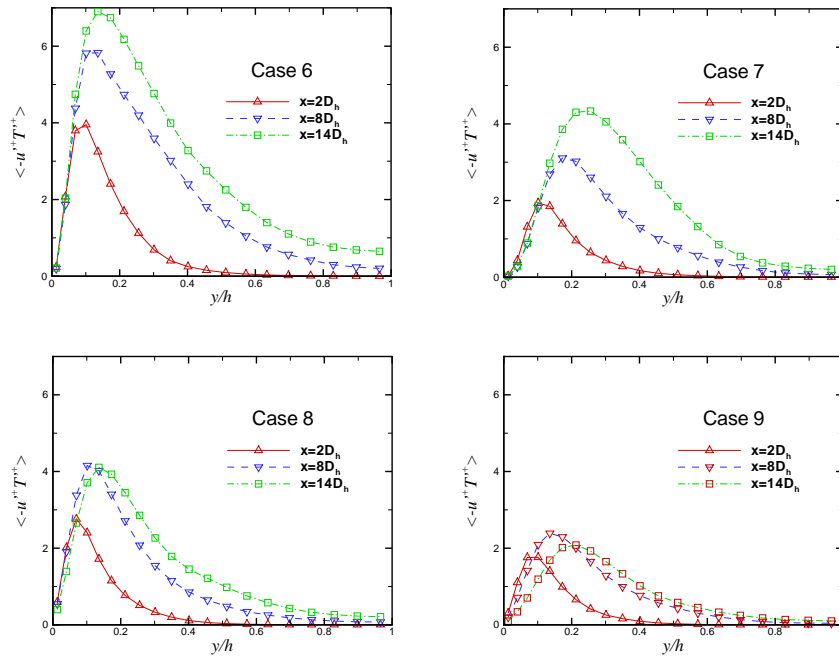 Case 6
x=2D_h
x=8D_h
x=14D_h
<-u'^+T'^+>
6
4
2
0
0 0.2 0.4 0.6 0.8 1
y/h
Case 7
x=2D_h
x=8D_h
x=14D_h
<-u'^+T'^+>
6
4
2
0
0 0.2 0.4 0.6 0.8
y/h
Case 8
x=2D_h
x=8D_h
x=14D_h
<-u'^+T'^+>
6
4
2
0
0 0.2 0.4 0.6 0.8 1
y/h
Case 9
x=2D_h
x=8D_h
x=14D_h
<-u'^+T'^+>
6
4
2
0
0 0.2 0.4 0.6 0.8
y/h